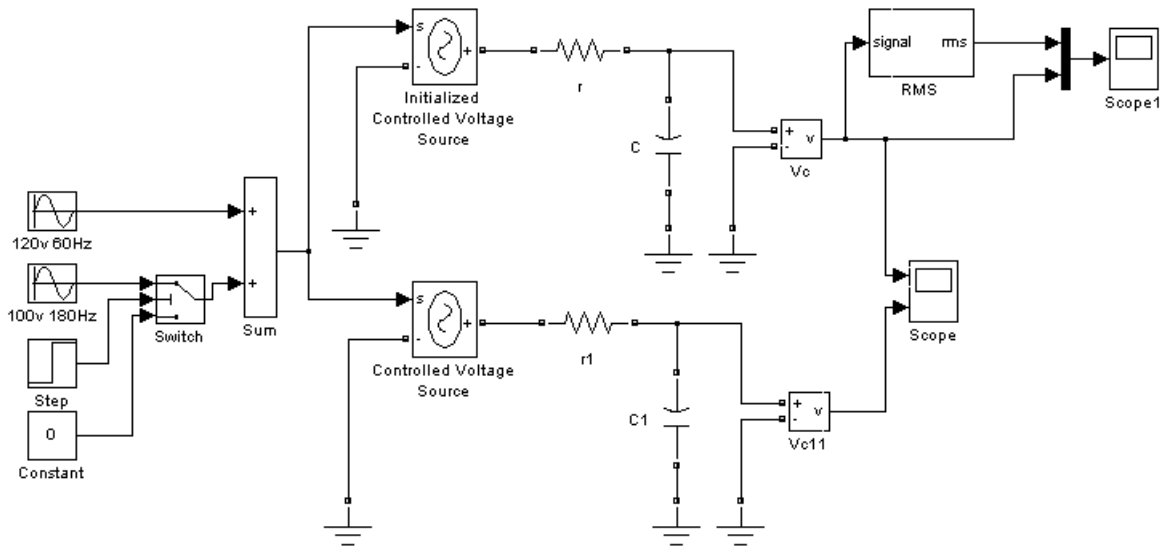 s
+
-
Initialized
Controlled Voltage
Source
r
C
+
-
v
Vc
signal rms
RMS
Scope1
120v 60Hz
100v 180Hz
Switch
+
+
Sum
Step
0
Constant
s
+
-
Controlled Voltage
Source
r1
C1
+
-
v
Vc11
Scope